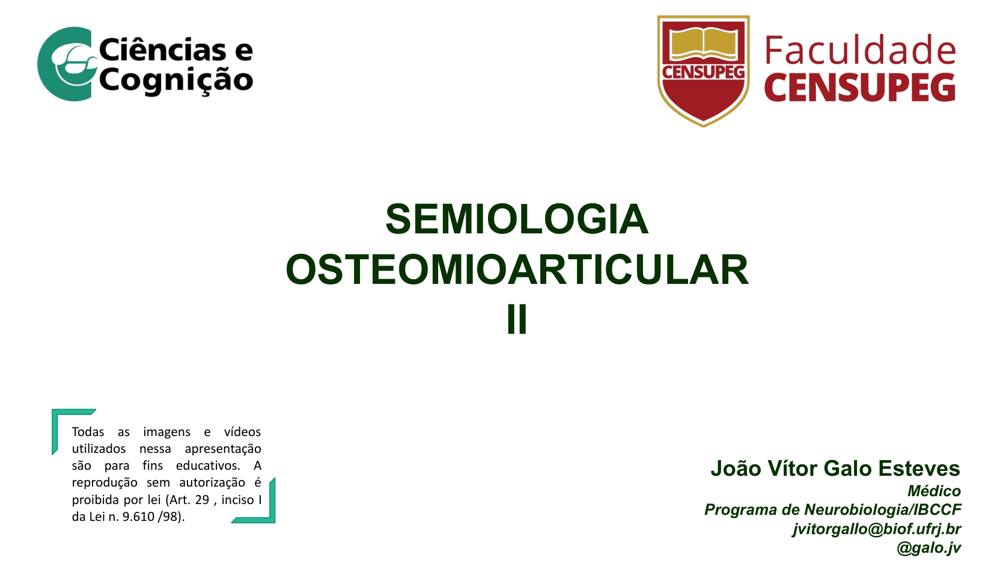 Ciências e
Cognição
CENSUPEG
Faculdade
CENSUPEG
SEMIOLOGIA
OSTEOMIOARTICULAR
II
Todas as imagens e vídeos
utilizados nessa apresentação
são para fins educativos. A
reprodução sem autorização é
proibida por lei (Art. 29 , inciso I
da Lei n. 9.610 /98).
João Vítor Galo Esteves
Médico
Programa de Neurobiologia/IBCCF
jvitorgallo@biof.ufrj.br
@galo.jv